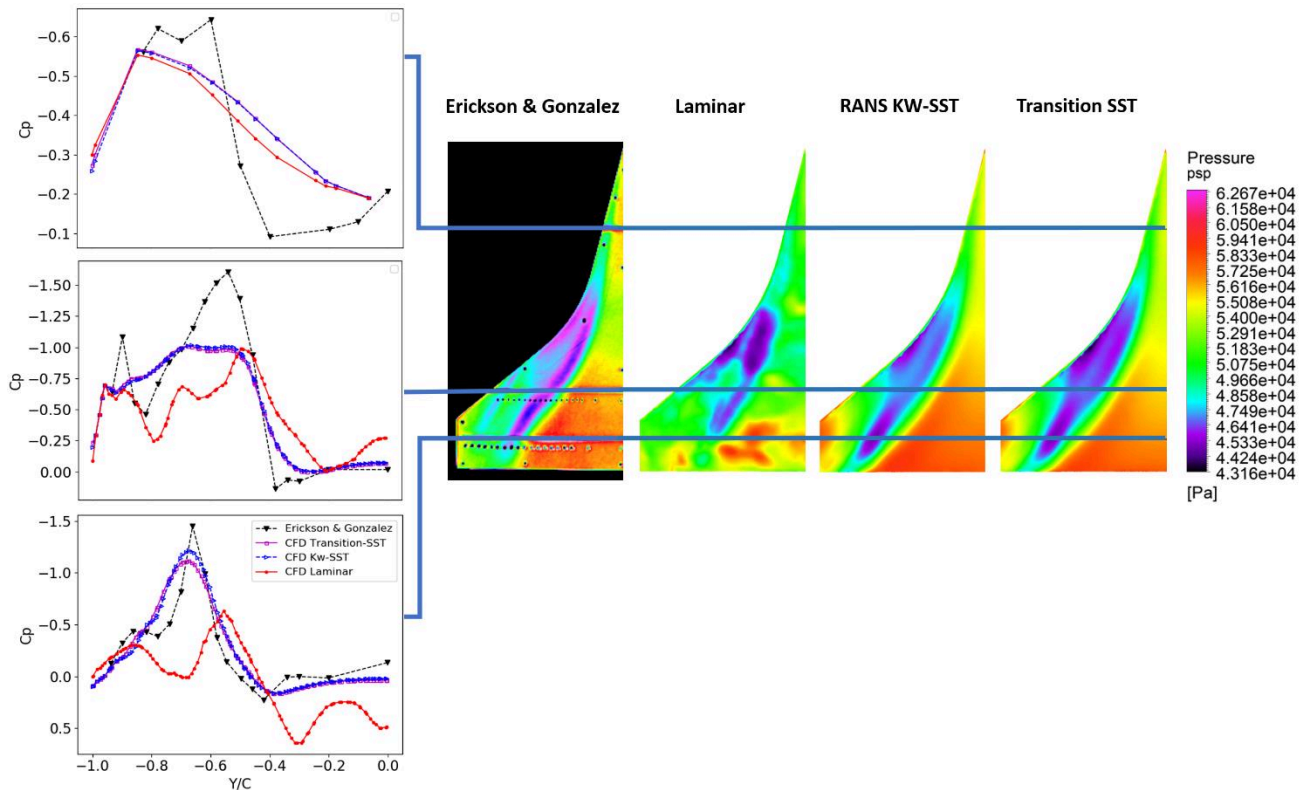 −0.6
−0.5
−0.4
−0.3
−0.2
−0.1
Cp
−1.50
−1.25
−1.00
−0.75
−0.50
−0.25
0.00
Cp
−1.5
−1.0
−0.5
0.0
0.5
Cp
Erickson & Gonzalez
CFD Transition-SST
CFD Kw-SST
CFD Laminar
−1.0 −0.8 −0.6 −0.4 −0.2 0.0
Y/C
Erickson & Gonzalez Laminar RANS KW-SST Transition SST
Pressure
psp
6.267e+04
6.158e+04
6.050e+04
5.941e+04
5.833e+04
5.725e+04
5.616e+04
5.508e+04
5.400e+04
5.291e+04
5.183e+04
5.075e+04
4.966e+04
4.858e+04
4.749e+04
4.641e+04
4.533e+04
4.424e+04
4.316e+04
[Pa]